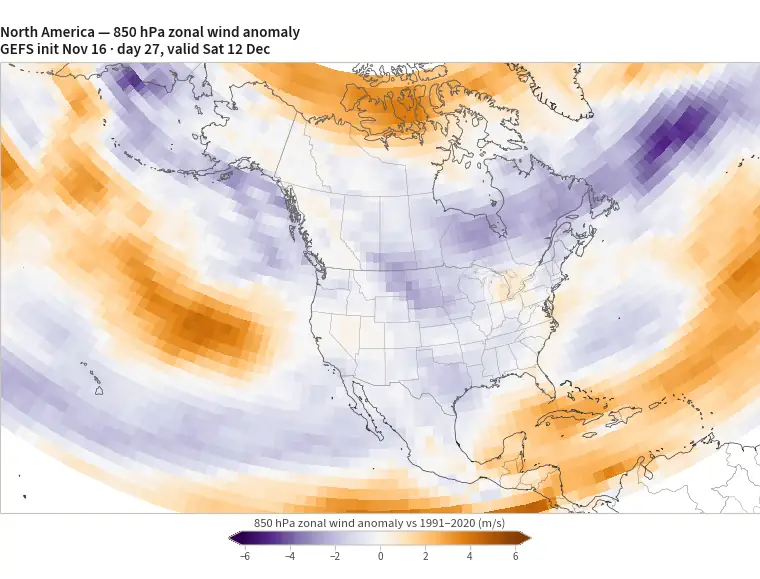 North America — 850 hPa zonal wind anomaly
GEFS init Nov 16 · day 27, valid Sat 12 Dec
850 hPa zonal wind anomaly vs 1991–2020 (m/s)
−6 −4 −2 0 2 4 6